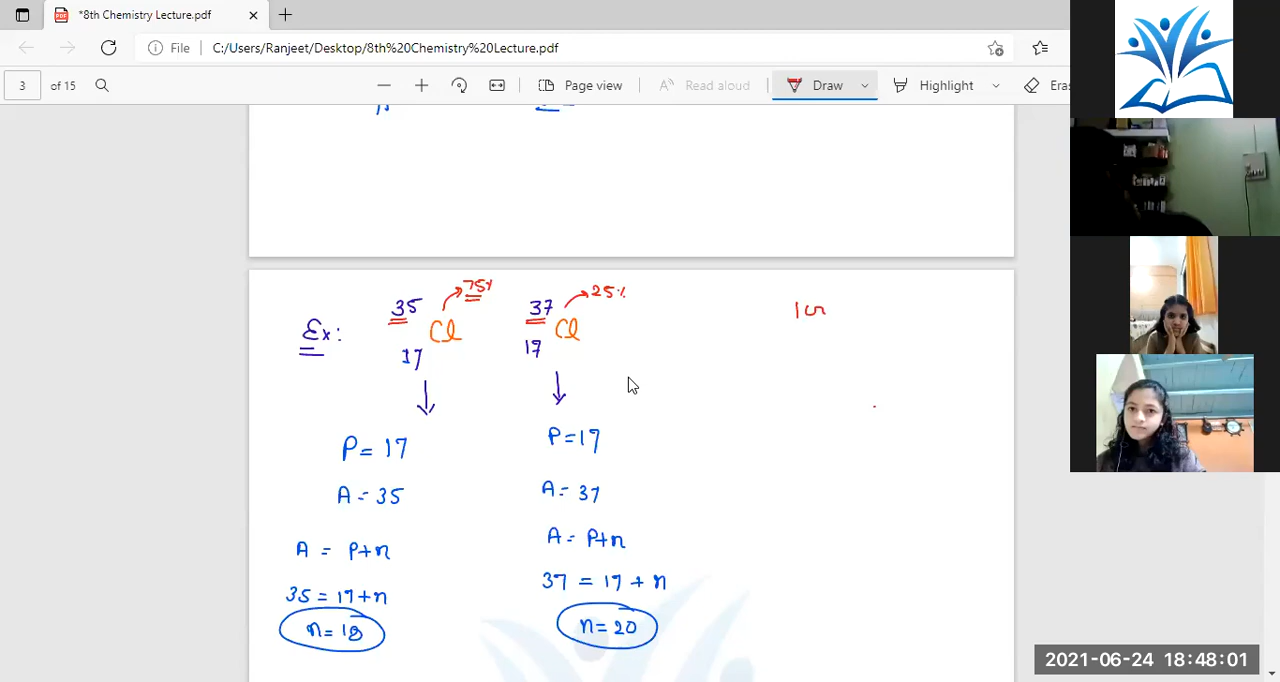 *8th Chemistry Lecture.pdf
File C:/Users/Ranjeet/Desktop/8th%20Chemistry%20Lecture.pdf
3 of 15 Page view Read aloud Draw Highlight Eras
35 75% 37 25%
Ex: Cl Cl
17 17
P = 17 P = 17
A = 35 A = 37
A = P+n A = P+n
35 = 17+n 37 = 17 + n
n = 18 n = 20
2021-06-24 18:48:01